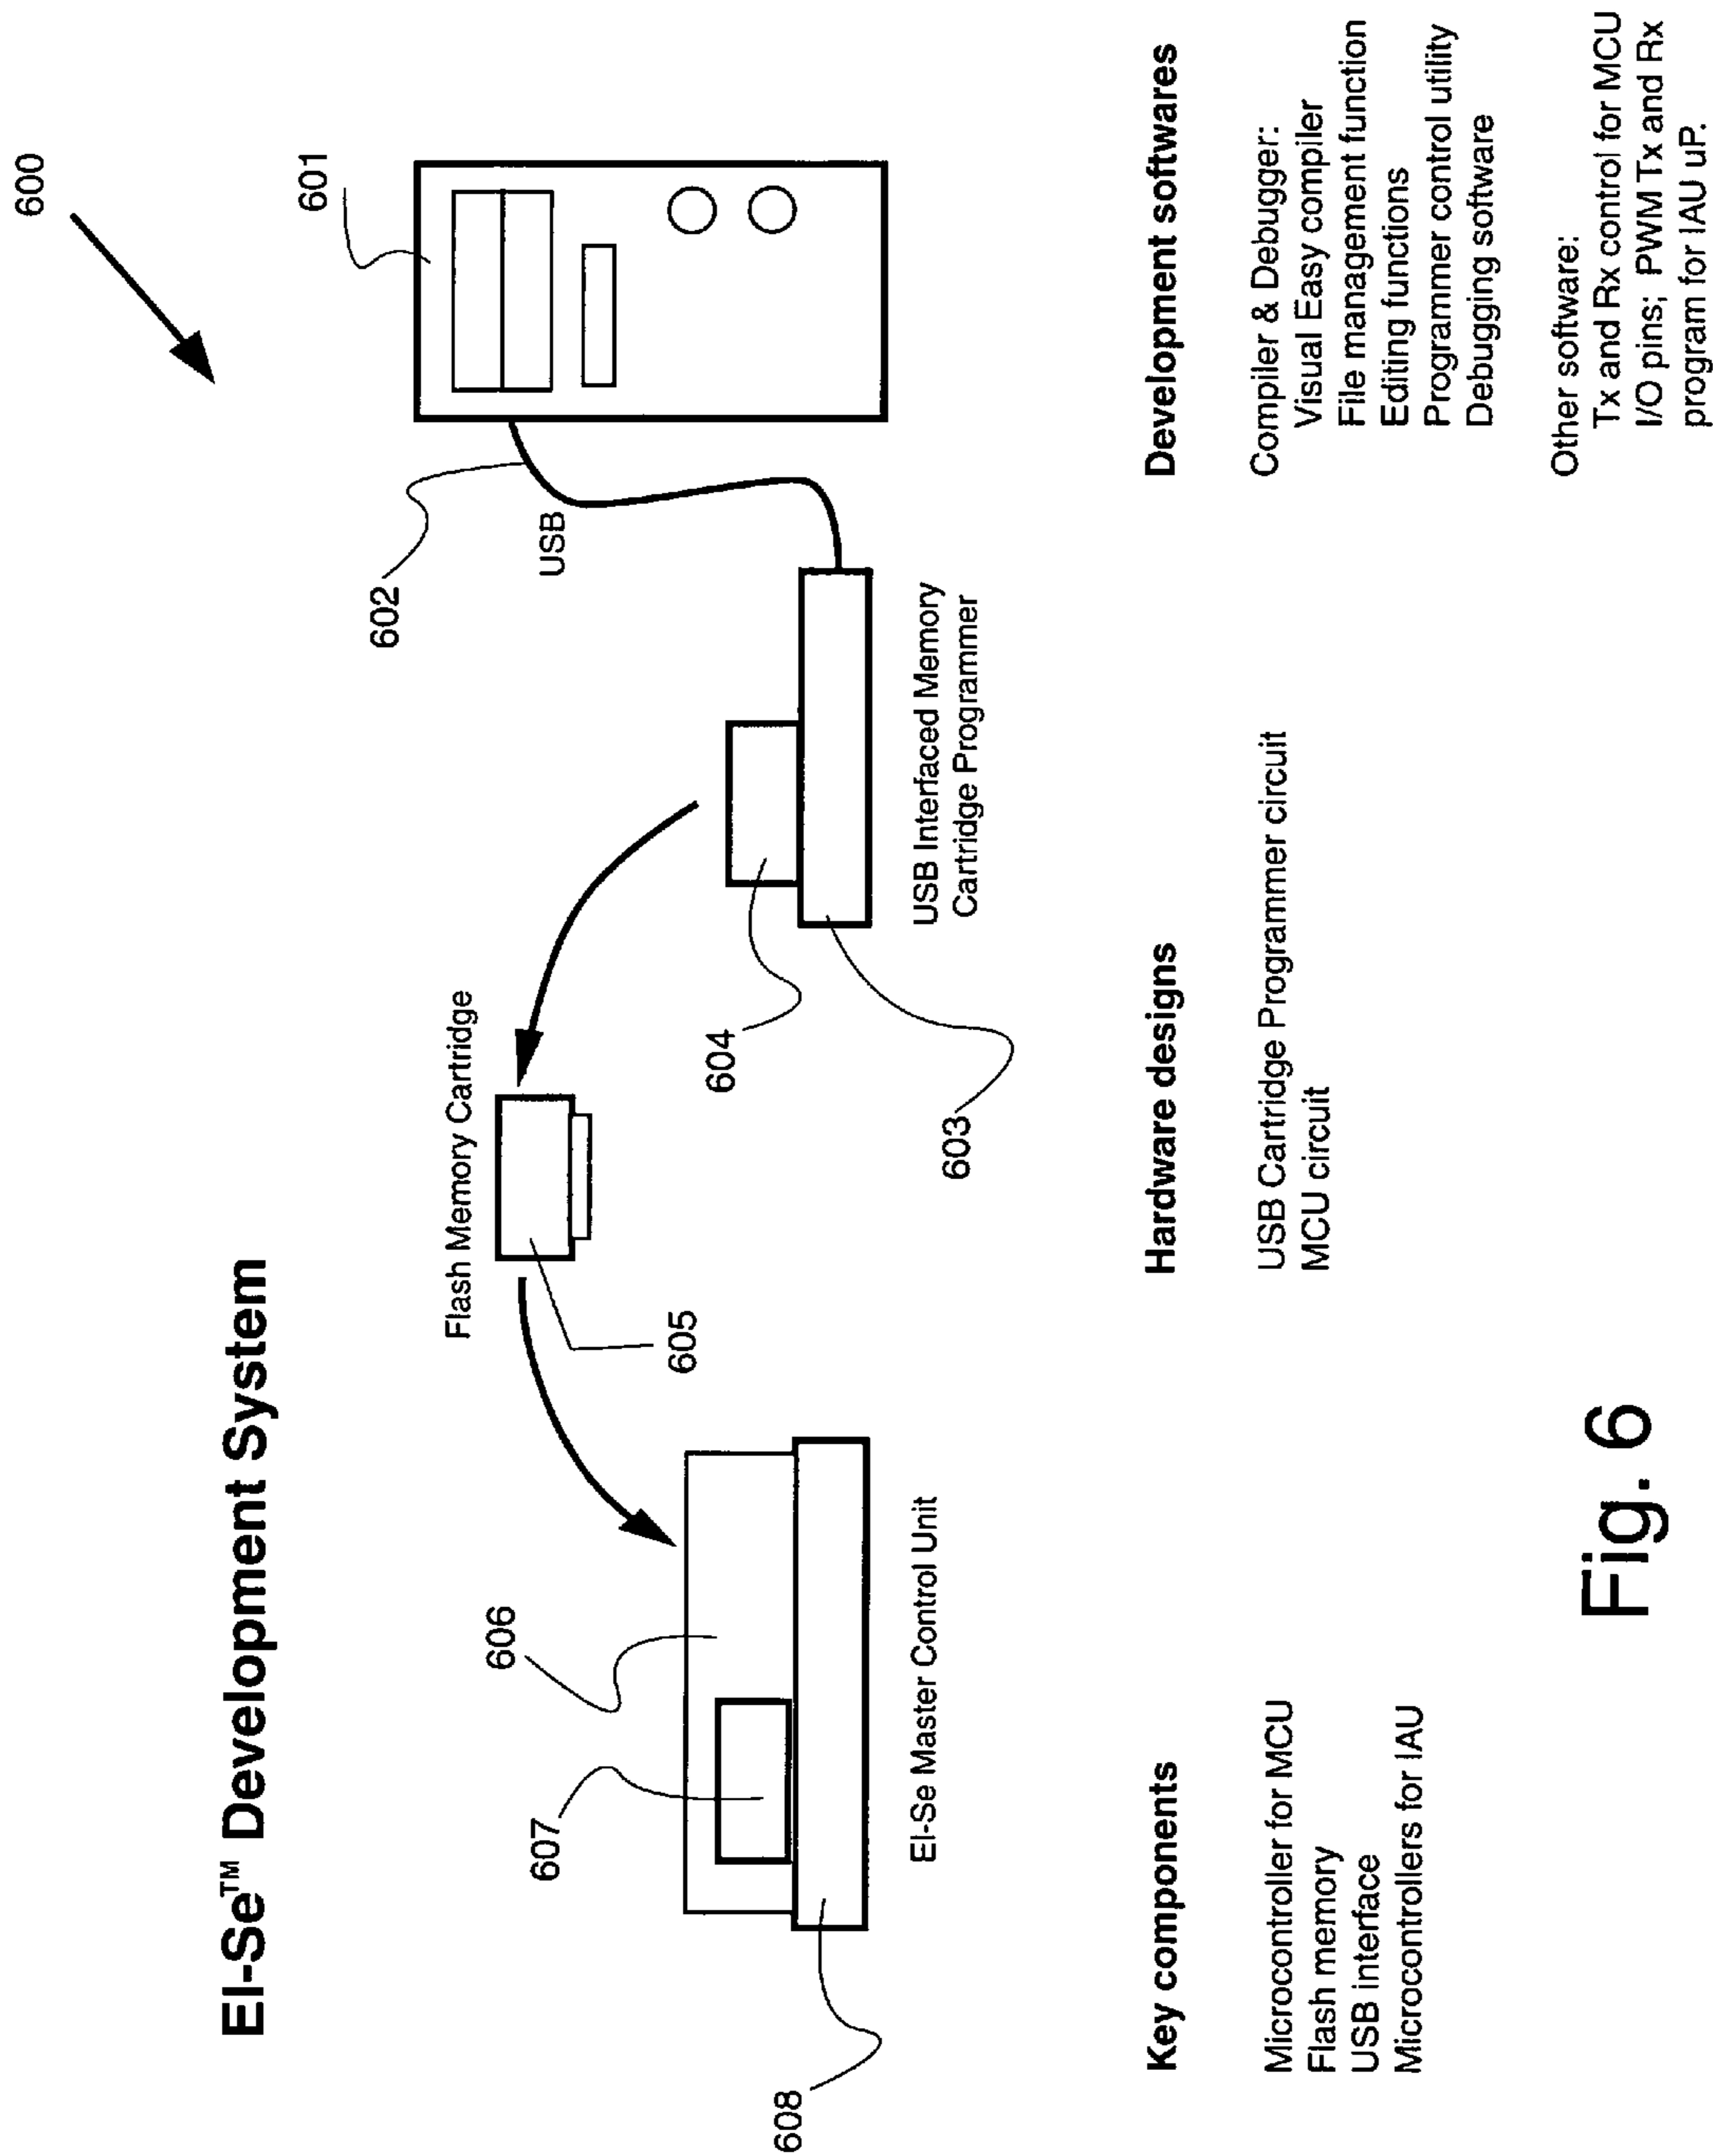 600
EI-Se™ Development System
601
602
USB
Flash Memory Cartridge
605
604
603
606
607
608
EI-Se Master Control Unit
USB Interfaced Memory
Cartridge Programmer
Key components
Microcontroller for MCU
Flash memory
USB interface
Microcontrollers for IAU
Hardware designs
USB Cartridge Programmer circuit
MCU circuit
Development softwares
Compiler & Debugger:
Visual Easy compiler
File management function
Editing functions
Programmer control utility
Debugging software
Other software:
Tx and Rx control for MCU
I/O pins; PWM Tx and Rx
program for IAU uP.
Fig. 6